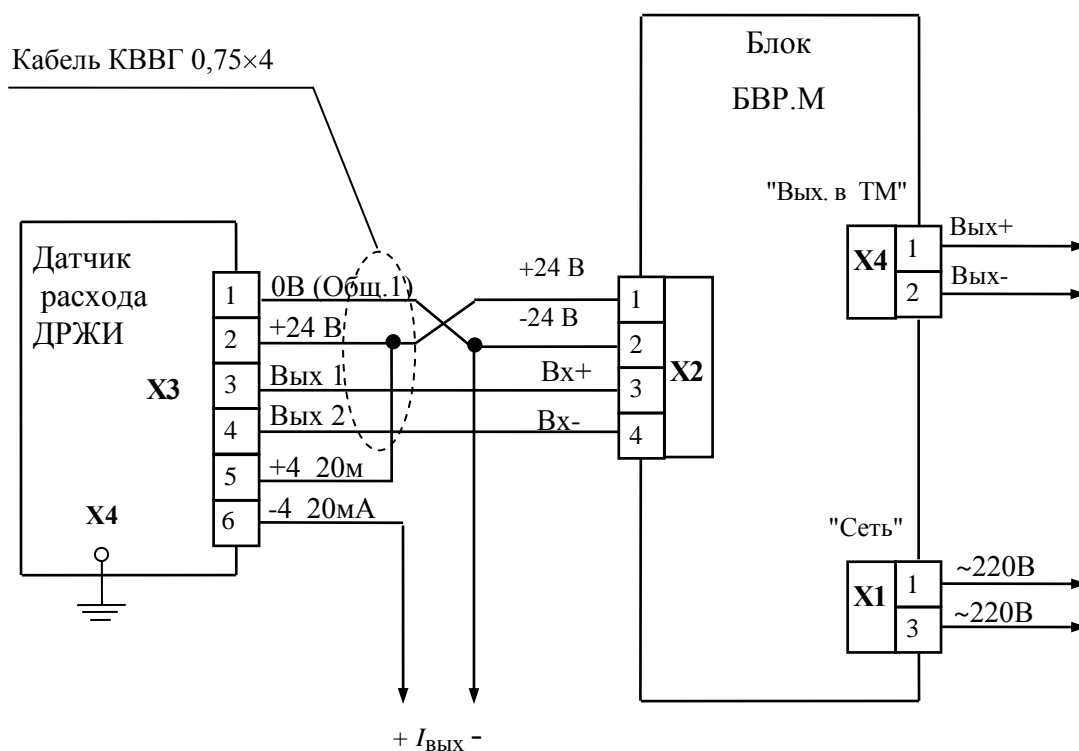 Кабель КВВГ 0,75×4
Блок
БВР.М
"Вых. в ТМ"
X4
1
2
Вых+
Вых-
Датчик
расхода
ДРЖИ
X3
X4
1
2
3
4
5
6
0В (Общ.1)
+24 В
Вых 1
Вых 2
+4 20м
-4 20мА
+24 В
-24 В
Вх+
Вх-
1
2
3
4
X2
"Сеть"
X1
1
3
~220В
~220В
+ Iвых -